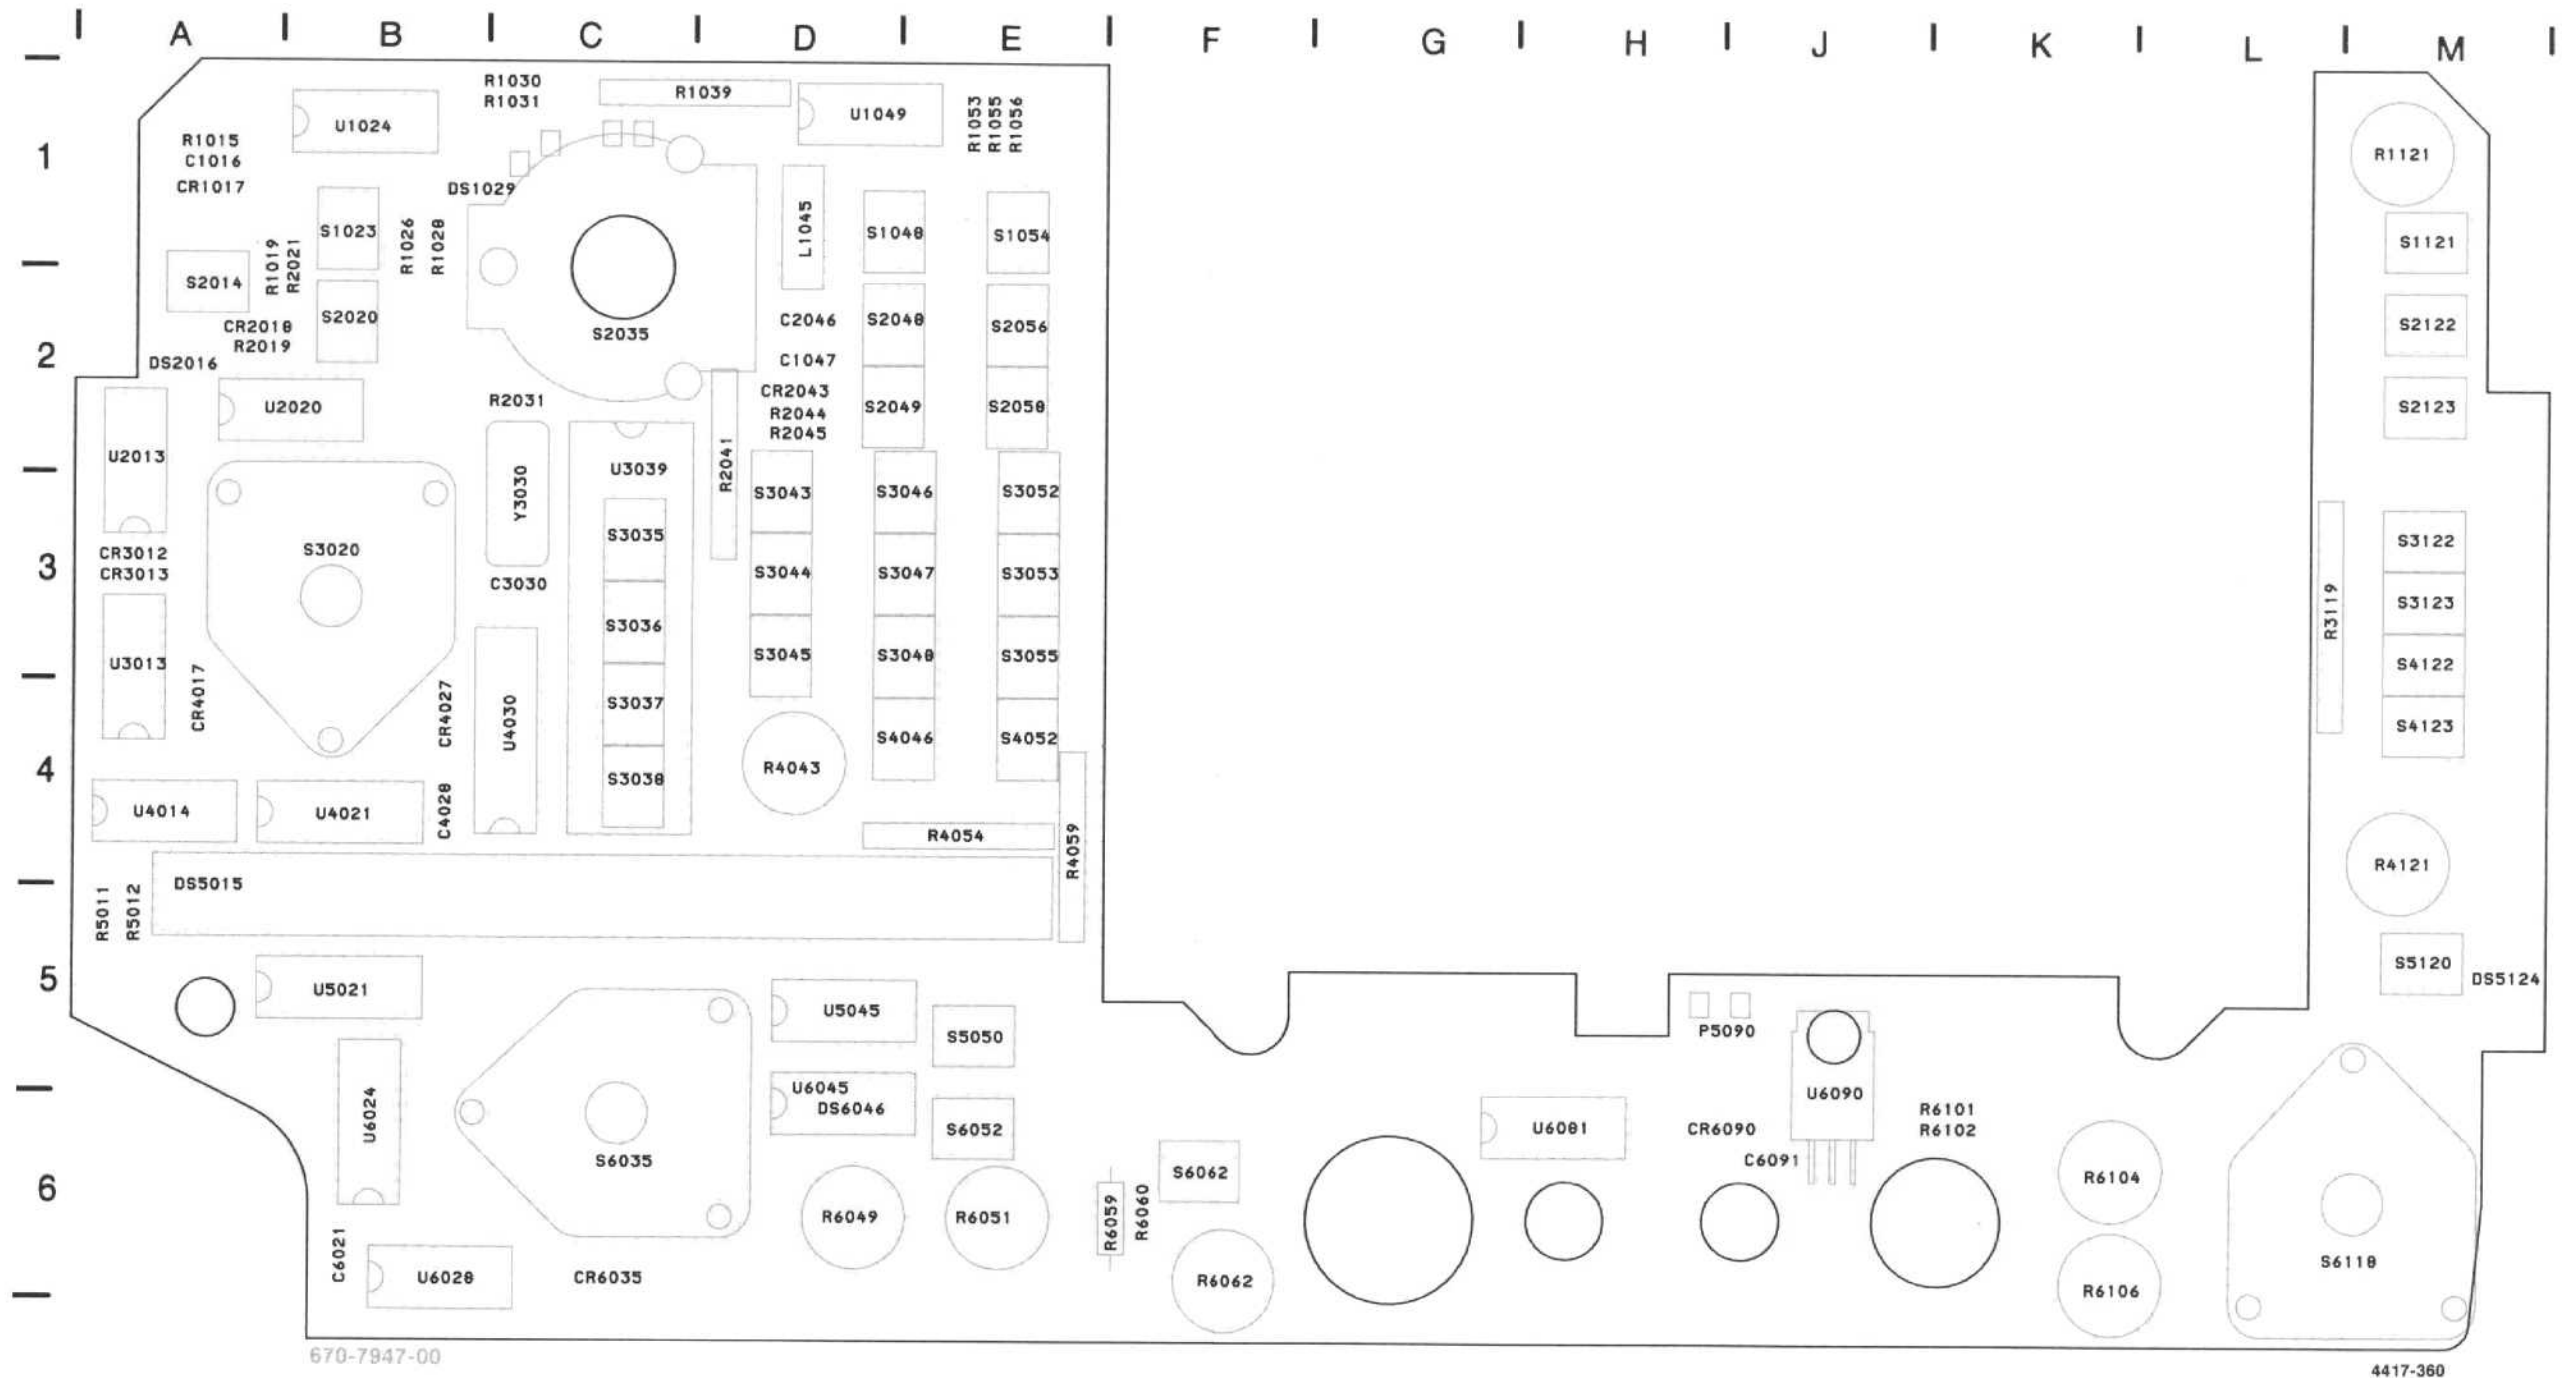 A B C D E F G H J K L M
1
2
3
4
5
6
R1030
R1031
R1039
U1049
R1053
R1055
R1056
U1024
R1015
C1016
CR1017
DS1029
S1023
R1026
R1028
L1045
S1048
S1054
R1019
R2021
S2014
S2020
CR2018
R2019
DS2016
S2035
C2046
C1047
S2048
S2056
CR2043
R2044
R2045
S2049
S2058
U2020
R2031
U2013
Y3030
U3039
R2041
S3043
S3046
S3052
S3020
S3035
CR3012
CR3013
C3030
S3044
S3047
S3053
U3013
S3036
S3045
S3048
S3055
CR4017
CR4027
U4030
S3037
S4046
S4052
R4043
S3038
U4014
U4021
C4028
R4054
R4059
DS5015
R5011
R5012
U5021
U5045
S5050
U6024
U6045
DS6046
S6052
S6035
R6049
R6051
R6059
R6060
C6021
U6028
CR6035
S6062
R6062
U6081
P5090
U6090
CR6090
C6091
R6101
R6102
R6104
R6106
S6118
R1121
S1121
S2122
S2123
R3119
S3122
S3123
S4122
S4123
R4121
S5120
DS5124
670-7947-00
4417-360